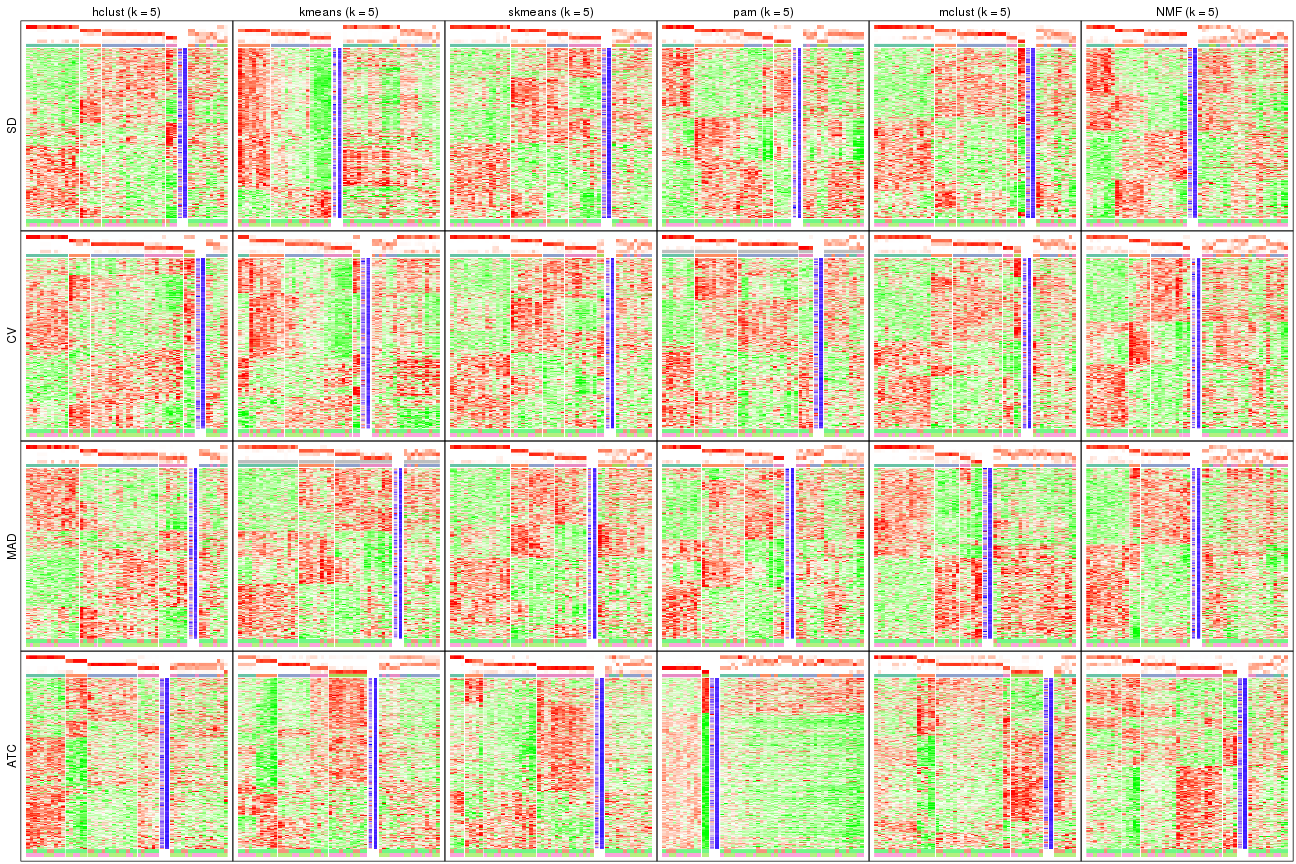 hclust (k = 5)
kmeans (k = 5)
skmeans (k = 5)
pam (k = 5)
mclust (k = 5)
NMF (k = 5)
SD
CV
MAD
ATC